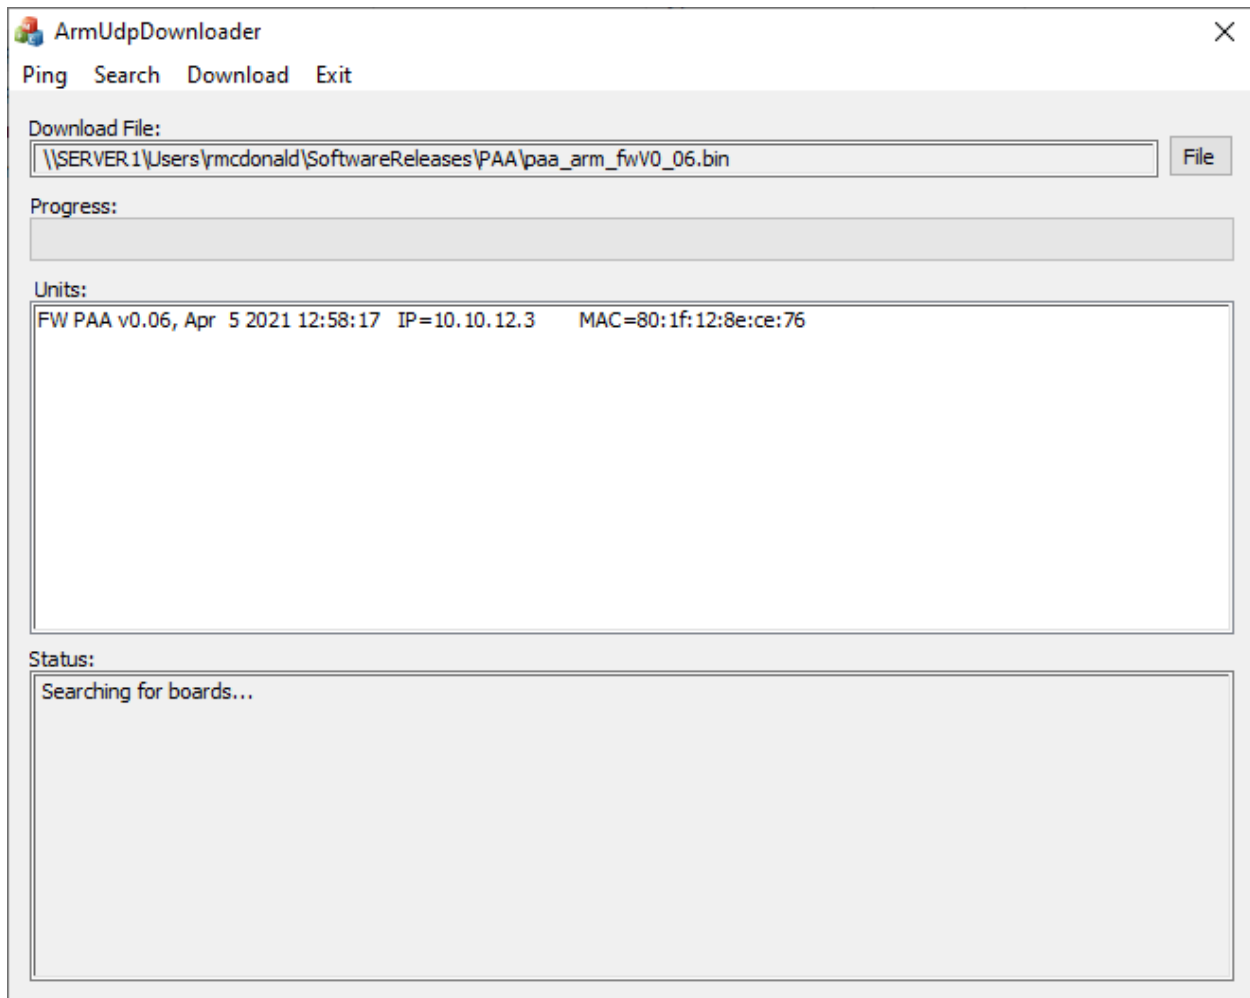 ArmUdpDownloader
Ping Search Download Exit
Download File:
\\SERVER1\Users\rmcdonald\SoftwareReleases\PAA\paa_arm_fwV0_06.bin File
Progress:
Units:
FW PAA v0.06, Apr  5 2021 12:58:17 IP=10.10.12.3 MAC=80:1f:12:8e:ce:76
Status:
Searching for boards...